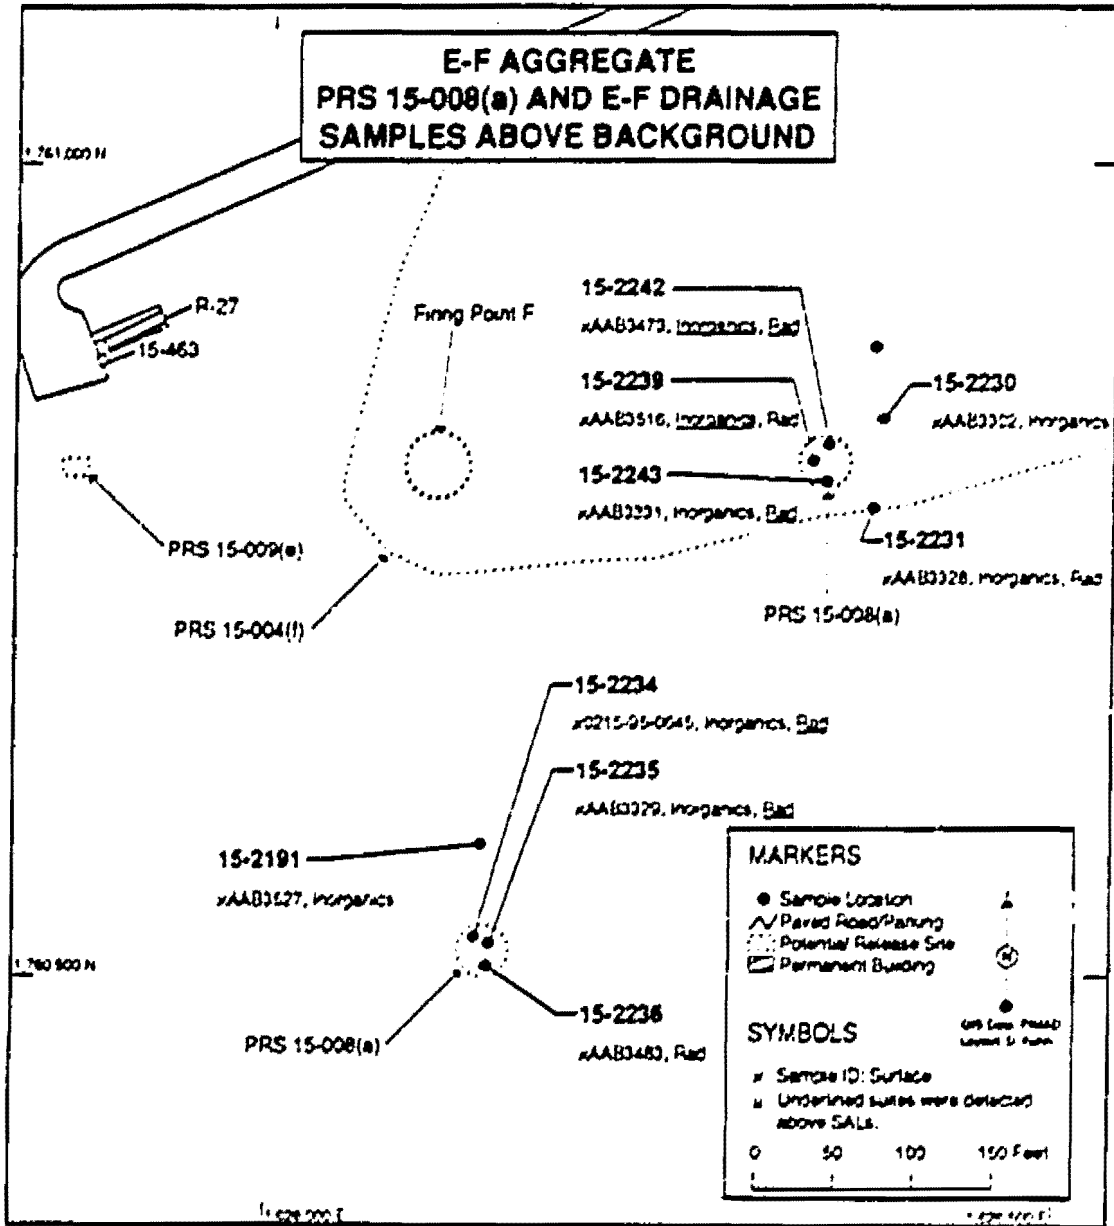 E-F AGGREGATE
PRS 15-008(a) AND E-F DRAINAGE
SAMPLES ABOVE BACKGROUND
R-27
15-463
Firing Point F
15-2242
Inorganics, Rad
15-2239
Inorganics, Rad
15-2243
Inorganics, Rad
15-2230
Inorganics
15-2231
xAAB3328, Inorganics, Rad
PRS 15-009(e)
PRS 15-004(f)
PRS 15-008(a)
15-2234
x0215-95-0045, Inorganics, Rad
15-2235
xAAB3329, Inorganics, Rad
15-2191
xAAB3527, Inorganics
15-2236
xAAB3483, Rad
PRS 15-008(a)
MARKERS
Sample Location
Paved Road/Parking
Potential Release Site
Permanent Building
N
SYMBOLS
x Sample ID: Surface
Underlined suites were detected
above SALs.
0 50 100 150 Feet